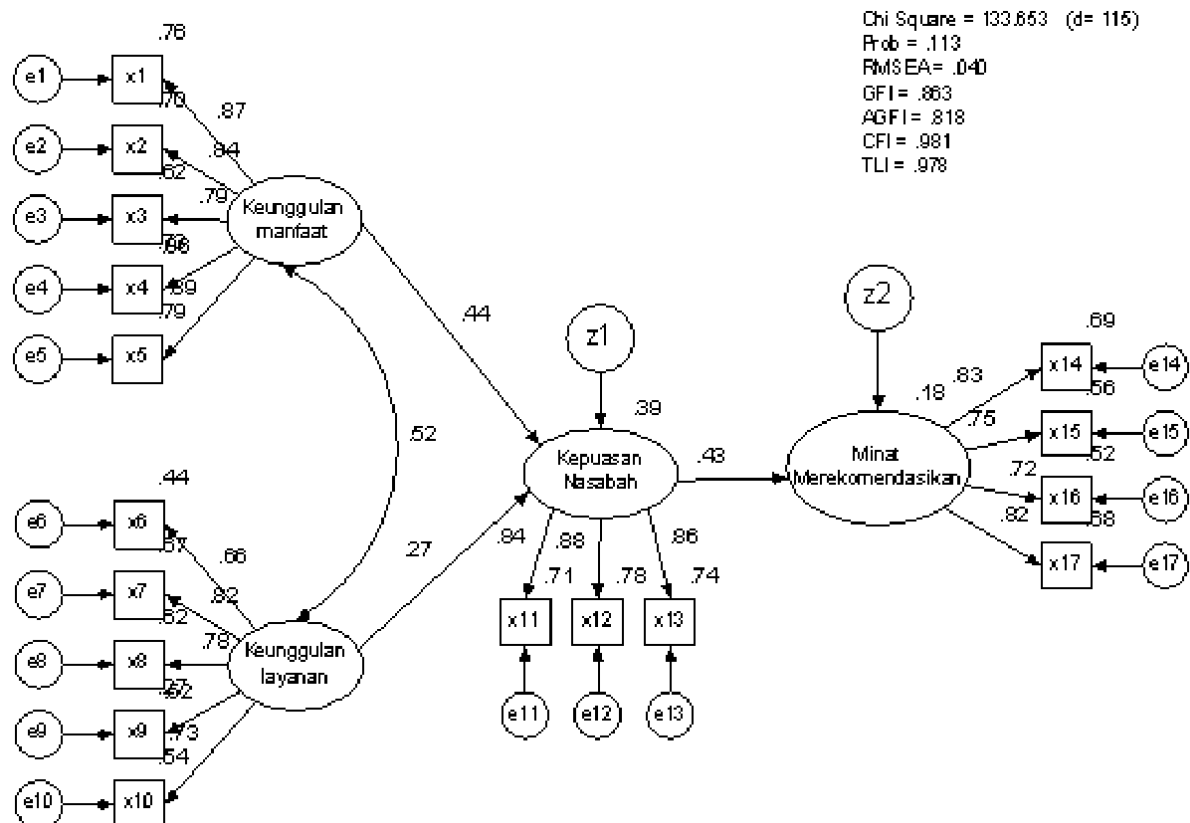 Chi Square = 133.653 (d= 115)
Prob = .113
RMSEA = .040
GFI = .863
AGFI = .818
CFI = .981
TLI = .978
.76
e1
x1
.70
.87
e2
x2
.84
.62
.79
e3
x3
Keunggulan
manfaat
e4
x4
.89
.79
e5
x5
.44
.52
z1
.39
z2
.18
.69
.83
x14
e14
.56
.75
x15
e15
.52
.72
x16
e16
.68
.82
x17
e17
Kepuasan
Nasabah
.43
Minat
Merekomendasikan
.44
e6
x6
.67
.66
e7
x7
.82
.62
.78
e8
x8
Keunggulan
layanan
.27
.84
.88
.86
.71
.78
.74
x11
x12
x13
e11
e12
e13
e9
x9
.73
.54
e10
x10